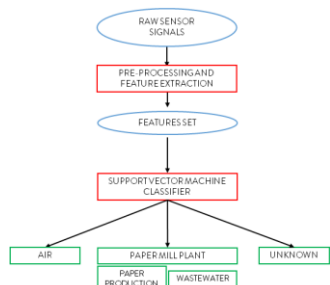 RAW SENSOR
SIGNALS
PRE-PROCESSING AND
FEATURE EXTRACTION
FEATURES SET
SUPPORT VECTOR MACHINE
CLASSIFIER
AIR
PAPER MILL PLANT
UNKNOWN
PAPER
PRODUCTION
WASTEWATER